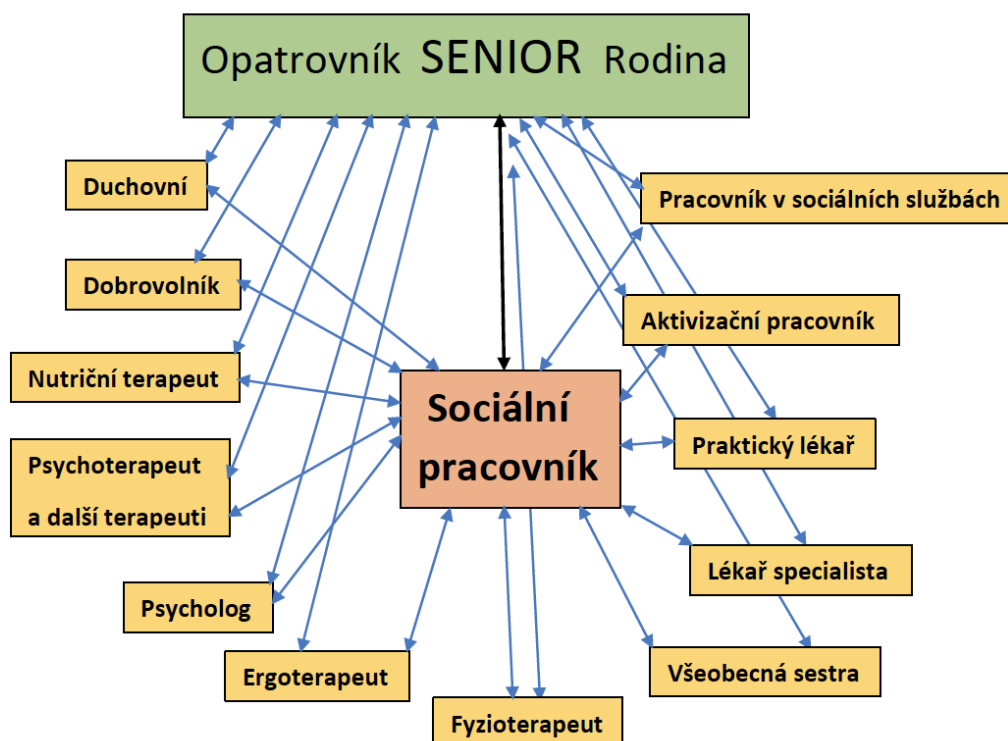 Opatrovník SENIOR Rodina
Duchovní
Pracovník v sociálních službách
Dobrovolník
Aktivizační pracovník
Nutriční terapeut
Sociální
pracovník
Praktický lékař
Psychoterapeut
a další terapeuti
Lékař specialista
Psycholog
Ergoterapeut
Všeobecná sestra
Fyzioterapeut